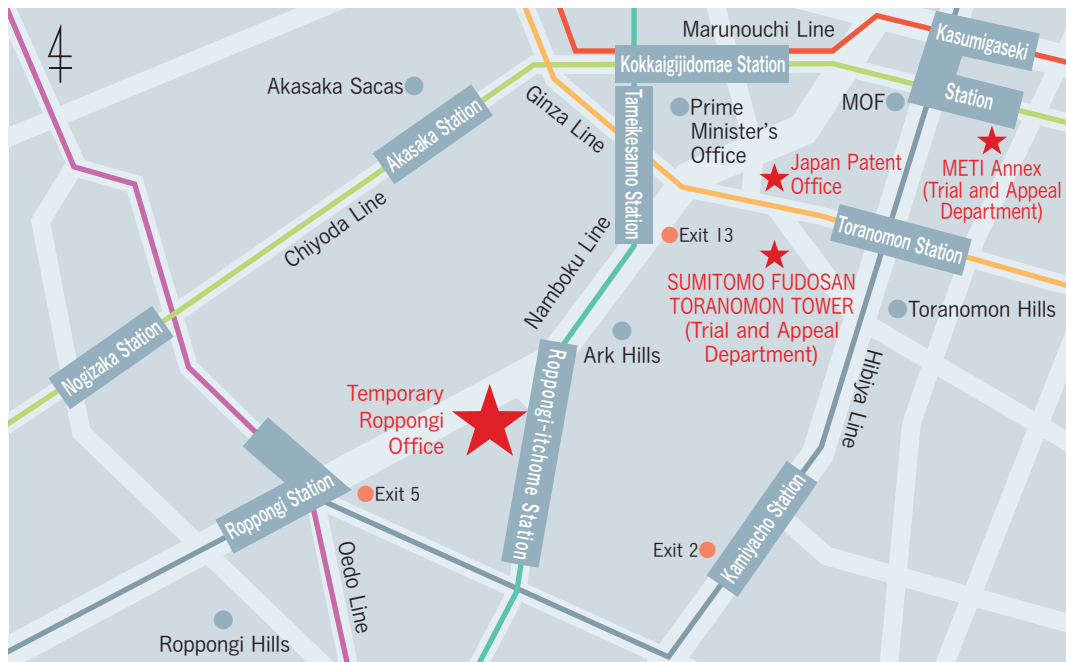 Marunouchi Line
Kasumigaseki
Station
Kokkaigijidomae Station
Akasaka Sacas
Akasaka Station
Ginza Line
Tameikesanno Station
Prime
Minister's
Office
MOF
Japan Patent
Office
METI Annex
(Trial and Appeal
Department)
Chiyoda Line
Namboku Line
Exit 13
Toranomon Station
SUMITOMO FUDOSAN
TORANOMON TOWER
(Trial and Appeal
Department)
Toranomon Hills
Nogizaka Station
Ark Hills
Hibiya Line
Temporary
Roppongi
Office
Roppongi-itchome Station
Roppongi Station
Exit 5
Exit 2
Kamiyacho Station
Oedo Line
Roppongi Hills